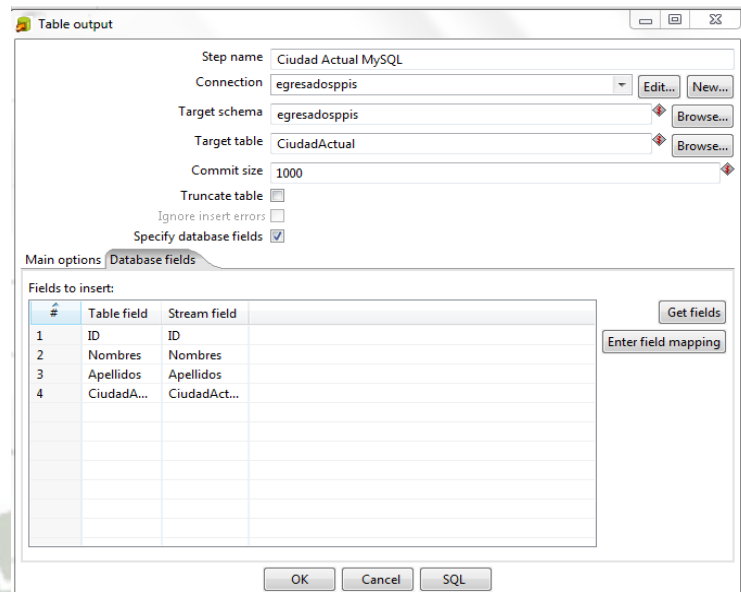 Table output
Step name Ciudad Actual MySQL
Connection egresadosppis Edit... New...
Target schema egresadosppis Browse...
Target table CiudadActual Browse...
Commit size 1000
Truncate table
Ignore insert errors
Specify database fields
Main options Database fields
Fields to insert:
# Table field Stream field Get fields
1 ID ID Enter field mapping
2 Nombres Nombres
3 Apellidos Apellidos
4 CiudadA... CiudadAct...
OK Cancel SQL